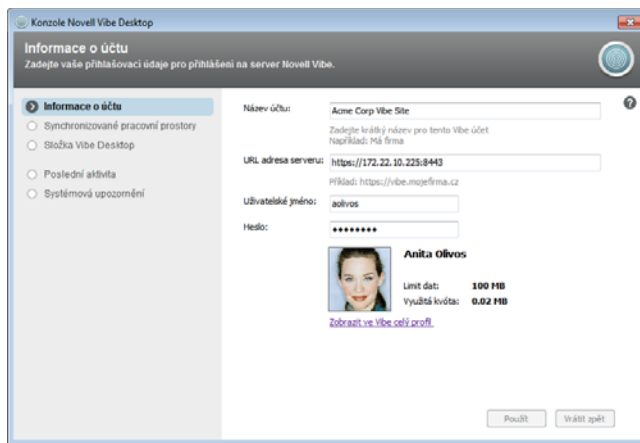 Konzole Novell Vibe Desktop
Informace o účtu
Zadejte vaše přihlašovací údaje pro přihlášení na server Novell Vibe.
Informace o účtu
Synchronizované pracovní prostory
Složka Vibe Desktop
Poslední aktivita
Systémová upozornění
Název účtu:
Acme Corp Vibe Site
Zadejte krátký název pro tento Vibe účet
Například: Má firma
URL adresa serveru:
https://172.22.10.225:8443
Příklad: https://vibe.mojefirma.cz
Uživatelské jméno:
aolivos
Heslo:
••••••••
Anita Olivos
Limit dat: 100 MB
Využitá kvóta: 0.02 MB
Zobrazit ve Vibe celý profil
Použít
Vrátit zpět